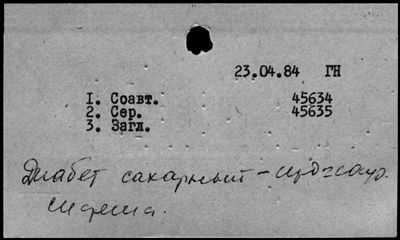 23.04.84 ГН
1. Соавт. 45634
2. Сер. 45635
3. Загл.
Диабет сахарный -